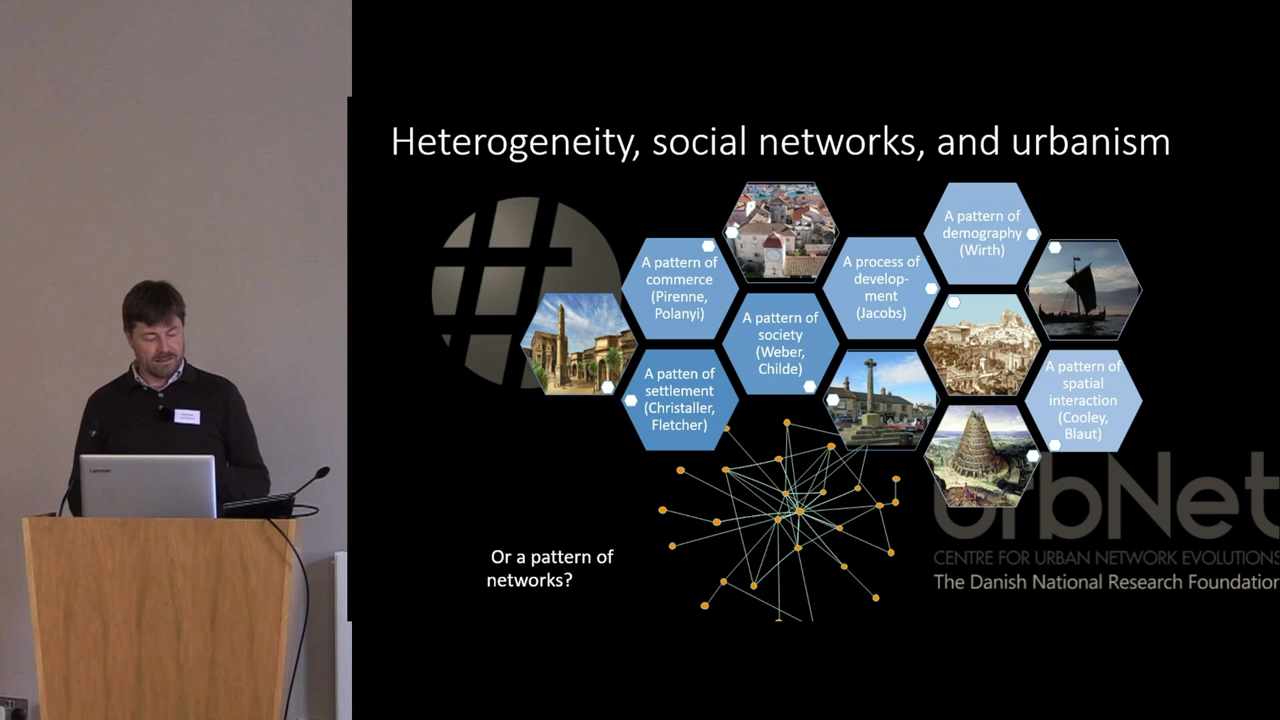 Heterogeneity, social networks, and urbanism
A pattern of
commerce
(Pirenne,
Polanyi)
A patten of
settlement
(Christaller,
Fletcher)
A pattern of
society
(Weber,
Childe)
A process of
develop-
ment
(Jacobs)
A pattern of
demography
(Wirth)
A pattern of
spatial
interaction
(Cooley,
Blaut)
Or a pattern of
networks?
UrbNet
CENTRE FOR URBAN NETWORK EVOLUTIONS
The Danish National Research Foundation
Lenovo